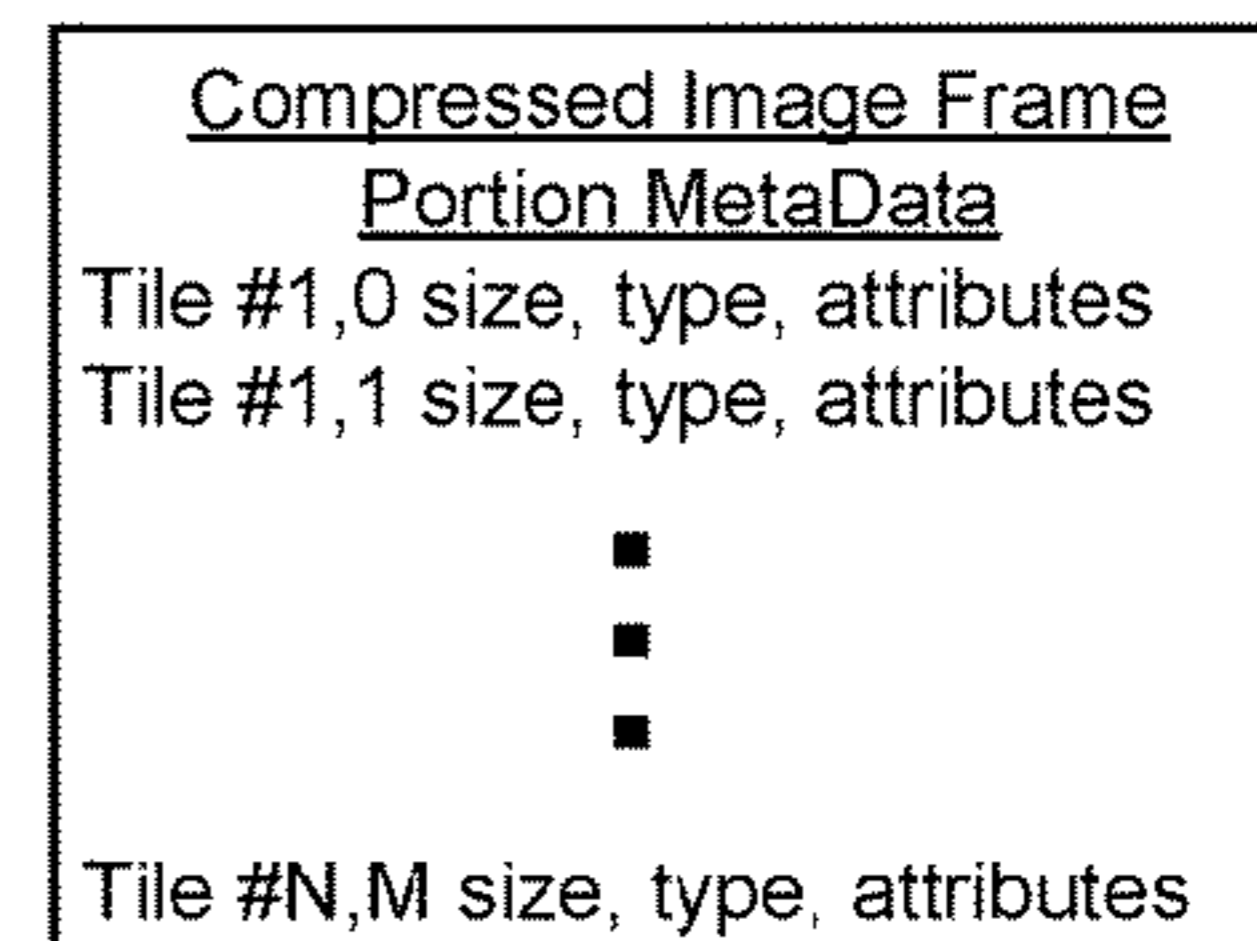 Compressed Image Frame
Portion MetaData
Tile #1,0 size, type, attributes
Tile #1,1 size, type, attributes
Tile #N,M size, type, attributes